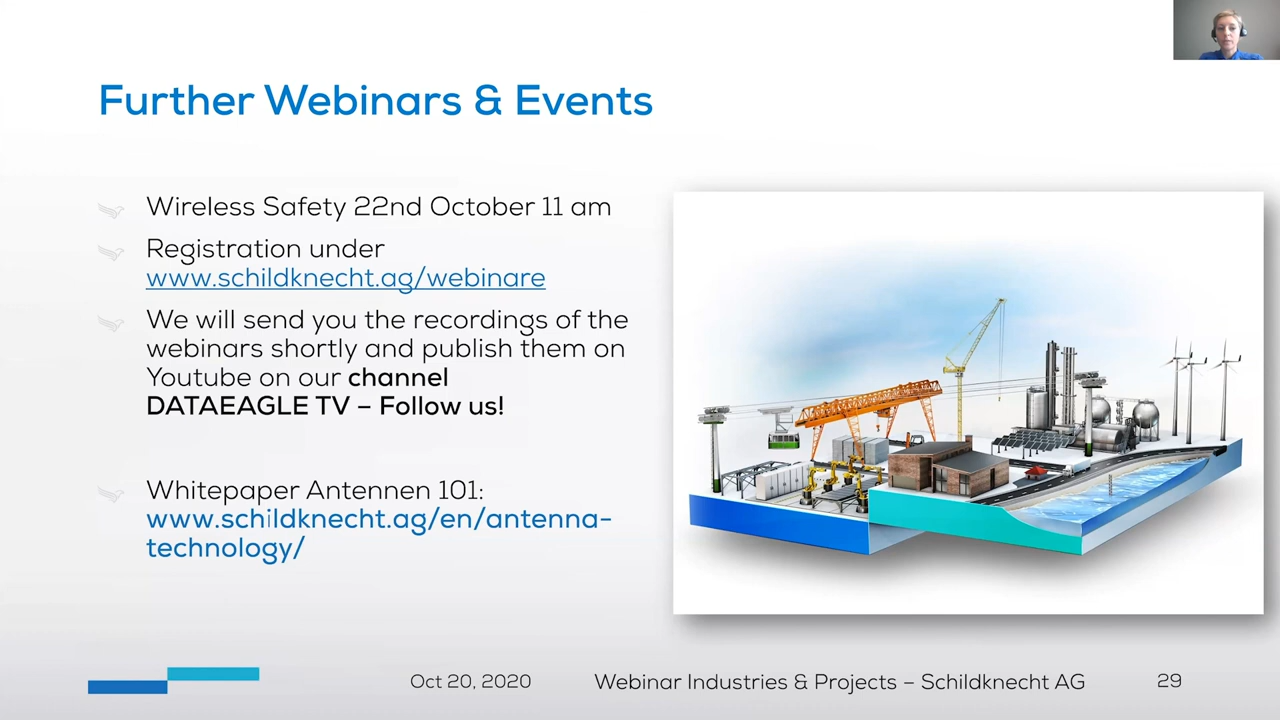 Further Webinars & Events
Wireless Safety 22nd October 11 am
Registration under
www.schildknecht.ag/webinare
We will send you the recordings of the
webinars shortly and publish them on
Youtube on our channel
DATAEAGLE TV – Follow us!
Whitepaper Antennen 101:
www.schildknecht.ag/en/antenna-
technology/
Oct 20, 2020
Webinar Industries & Projects – Schildknecht AG
29